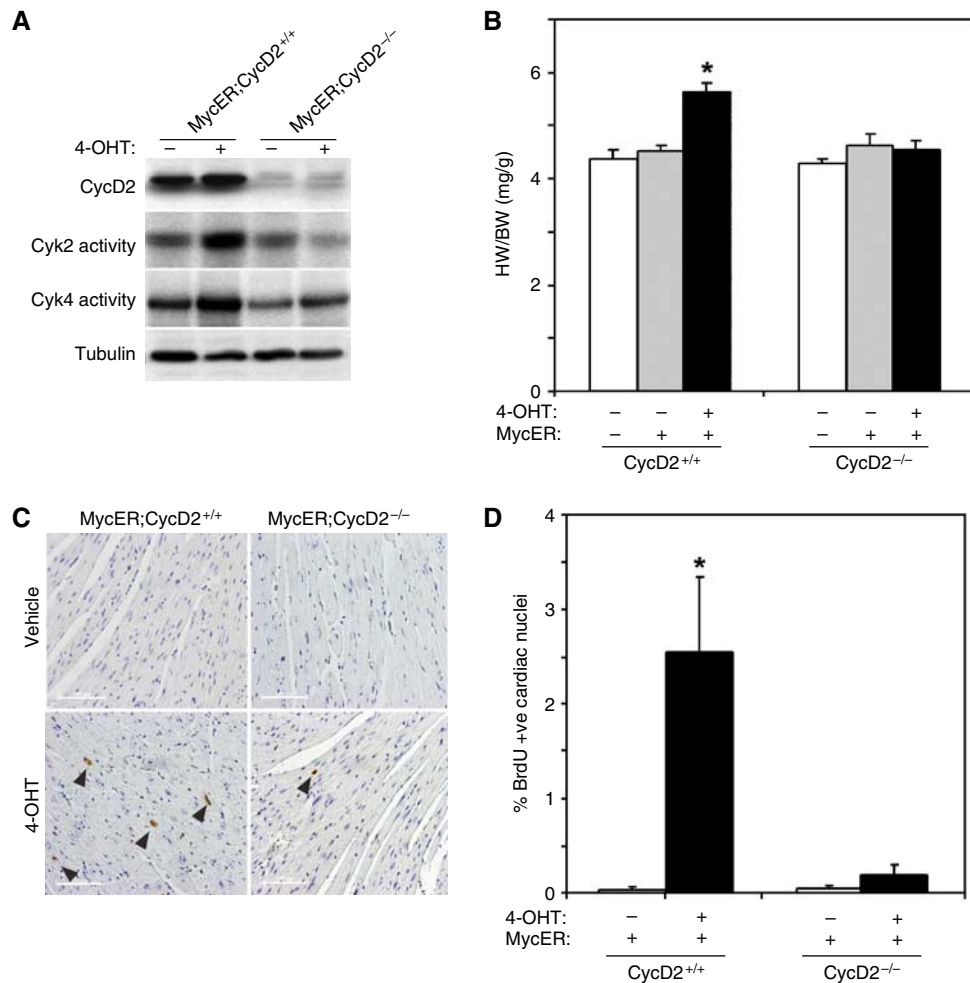 A
MycER;CycD2+/+
MycER;CycD2−/−
4-OHT: − + − +
CycD2
Cyk2 activity
Cyk4 activity
Tubulin
B
HW/BW (mg/g)
6
4
2
0
*
4-OHT: − − + − − +
MycER: − + + − + +
CycD2+/+ CycD2−/−
C
MycER;CycD2+/+ MycER;CycD2−/−
Vehicle
4-OHT
D
% BrdU +ve cardiac nuclei
4
3
2
1
0
*
4-OHT: − + − +
MycER: + + + +
CycD2+/+ CycD2−/−